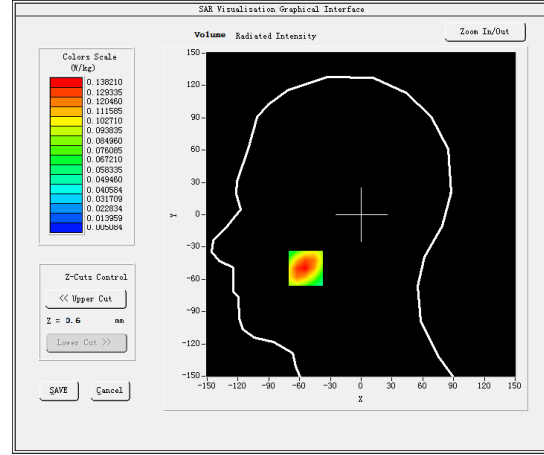 SAR Visualisation Graphical Interface
Volume Radiated Intensity
Zoom In/Out
Colors Scale
(W/kg)
0.138210
0.129335
0.120460
0.111585
0.102710
0.093835
0.084960
0.076085
0.067210
0.058335
0.049460
0.040584
0.031709
0.022834
0.013959
0.005084
Z-Cuts Control
<< Upper Cut
Z = 0.6 mm
Lower Cut >>
SAVE Cancel
150
120
90
60
30
0
-30
-60
-90
-120
-150
Y
-150 -120 -90 -60 -30 0 30 60 90 120 150
X